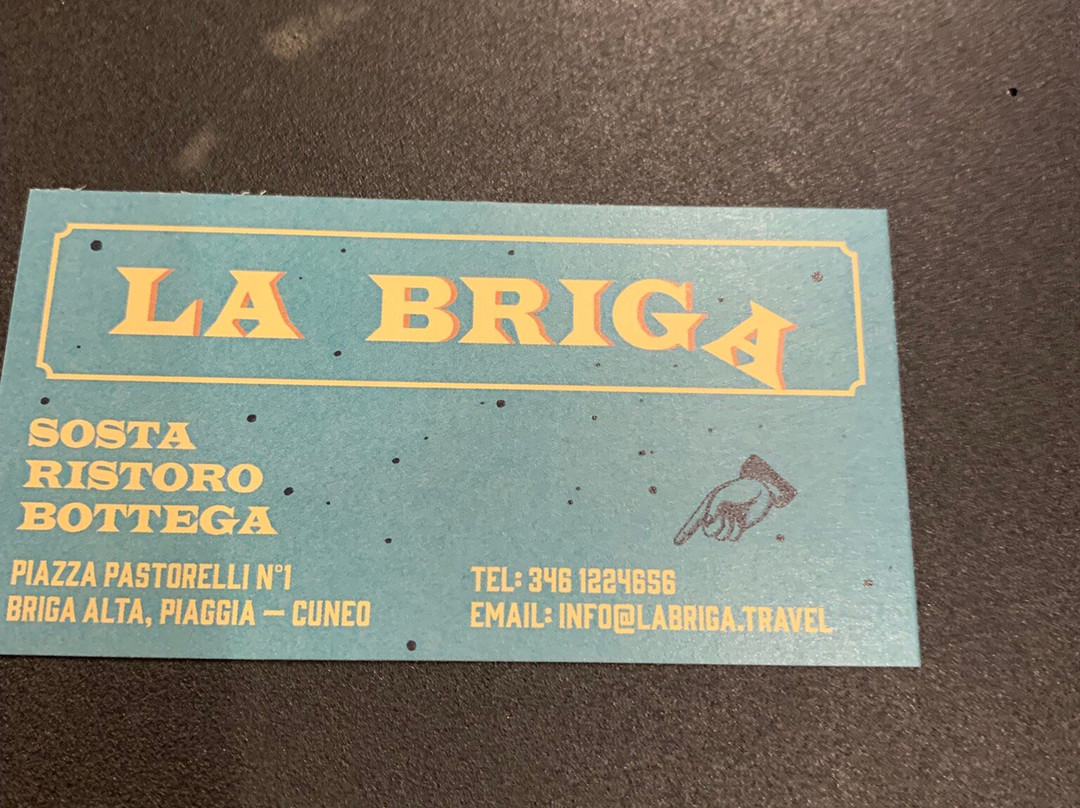 LA BRIGA
SOSTA
RISTORO
BOTTEGA
PIAZZA PASTORELLI N°1
BRIGA ALTA, PIAGGIA — CUNEO
TEL: 346 1224656
EMAIL: INFO@LABRIGA.TRAVEL